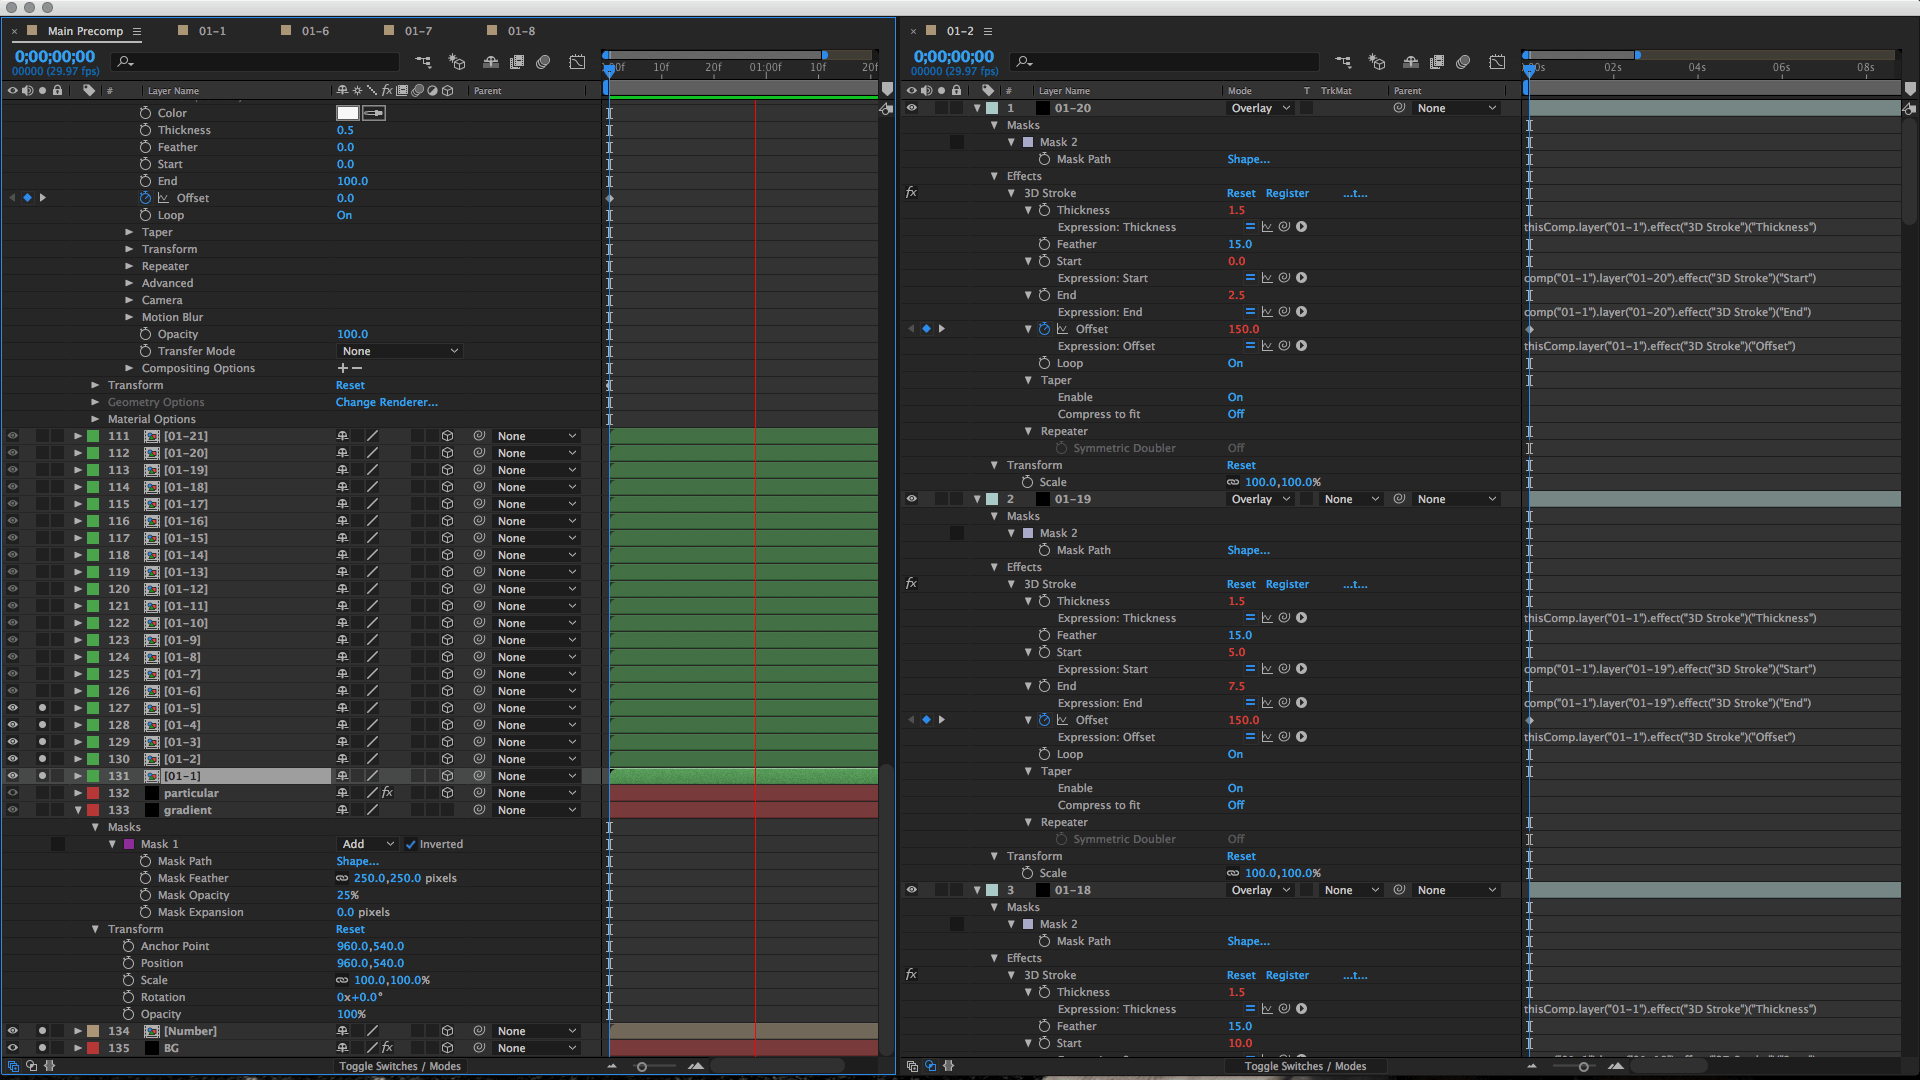 × Main Precomp 01-1 01-6 01-7 01-8
0;00;00;00
00000 (29.97 fps)
:00f 10f 20f 01:00f 10f 20f
# Layer Name fx Parent
Color
Thickness 0.5
Feather 0.0
Start 0.0
End 100.0
Offset 0.0
Loop On
Taper
Transform
Repeater
Advanced
Camera
Motion Blur
Opacity 100.0
Transfer Mode None
Compositing Options + −
Transform Reset
Geometry Options Change Renderer...
Material Options
111 [01-21] None
112 [01-20] None
113 [01-19] None
114 [01-18] None
115 [01-17] None
116 [01-16] None
117 [01-15] None
118 [01-14] None
119 [01-13] None
120 [01-12] None
121 [01-11] None
122 [01-10] None
123 [01-9] None
124 [01-8] None
125 [01-7] None
126 [01-6] None
127 [01-5] None
128 [01-4] None
129 [01-3] None
130 [01-2] None
131 [01-1] None
132 particular fx None
133 gradient None
Masks
Mask 1 Add Inverted
Mask Path Shape...
Mask Feather 250.0,250.0 pixels
Mask Opacity 25%
Mask Expansion 0.0 pixels
Transform Reset
Anchor Point 960.0,540.0
Position 960.0,540.0
Scale 100.0,100.0%
Rotation 0x+0.0°
Opacity 100%
134 [Number] None
135 BG fx None
Toggle Switches / Modes
× 01-2
0;00;00;00
00000 (29.97 fps)
:00s 02s 04s 06s 08s
# Layer Name Mode T TrkMat Parent
1 01-20 Overlay None
Masks
Mask 2
Mask Path Shape...
Effects
fx 3D Stroke Reset Register ...t...
Thickness 1.5
Expression: Thickness thisComp.layer("01-1").effect("3D Stroke")("Thickness")
Feather 15.0
Start 0.0
Expression: Start comp("01-1").layer("01-20").effect("3D Stroke")("Start")
End 2.5
Expression: End comp("01-1").layer("01-20").effect("3D Stroke")("End")
Offset 150.0
Expression: Offset thisComp.layer("01-1").effect("3D Stroke")("Offset")
Loop On
Taper
Enable On
Compress to fit Off
Repeater
Symmetric Doubler Off
Transform Reset
Scale 100.0,100.0%
2 01-19 Overlay None None
Masks
Mask 2
Mask Path Shape...
Effects
fx 3D Stroke Reset Register ...t...
Thickness 1.5
Expression: Thickness thisComp.layer("01-1").effect("3D Stroke")("Thickness")
Feather 15.0
Start 5.0
Expression: Start comp("01-1").layer("01-19").effect("3D Stroke")("Start")
End 7.5
Expression: End comp("01-1").layer("01-19").effect("3D Stroke")("End")
Offset 150.0
Expression: Offset thisComp.layer("01-1").effect("3D Stroke")("Offset")
Loop On
Taper
Enable On
Compress to fit Off
Repeater
Symmetric Doubler Off
Transform Reset
Scale 100.0,100.0%
3 01-18 Overlay None None
Masks
Mask 2
Mask Path Shape...
Effects
fx 3D Stroke Reset Register ...t...
Thickness 1.5
Expression: Thickness thisComp.layer("01-1").effect("3D Stroke")("Thickness")
Feather 15.0
Start 10.0
Toggle Switches / Modes